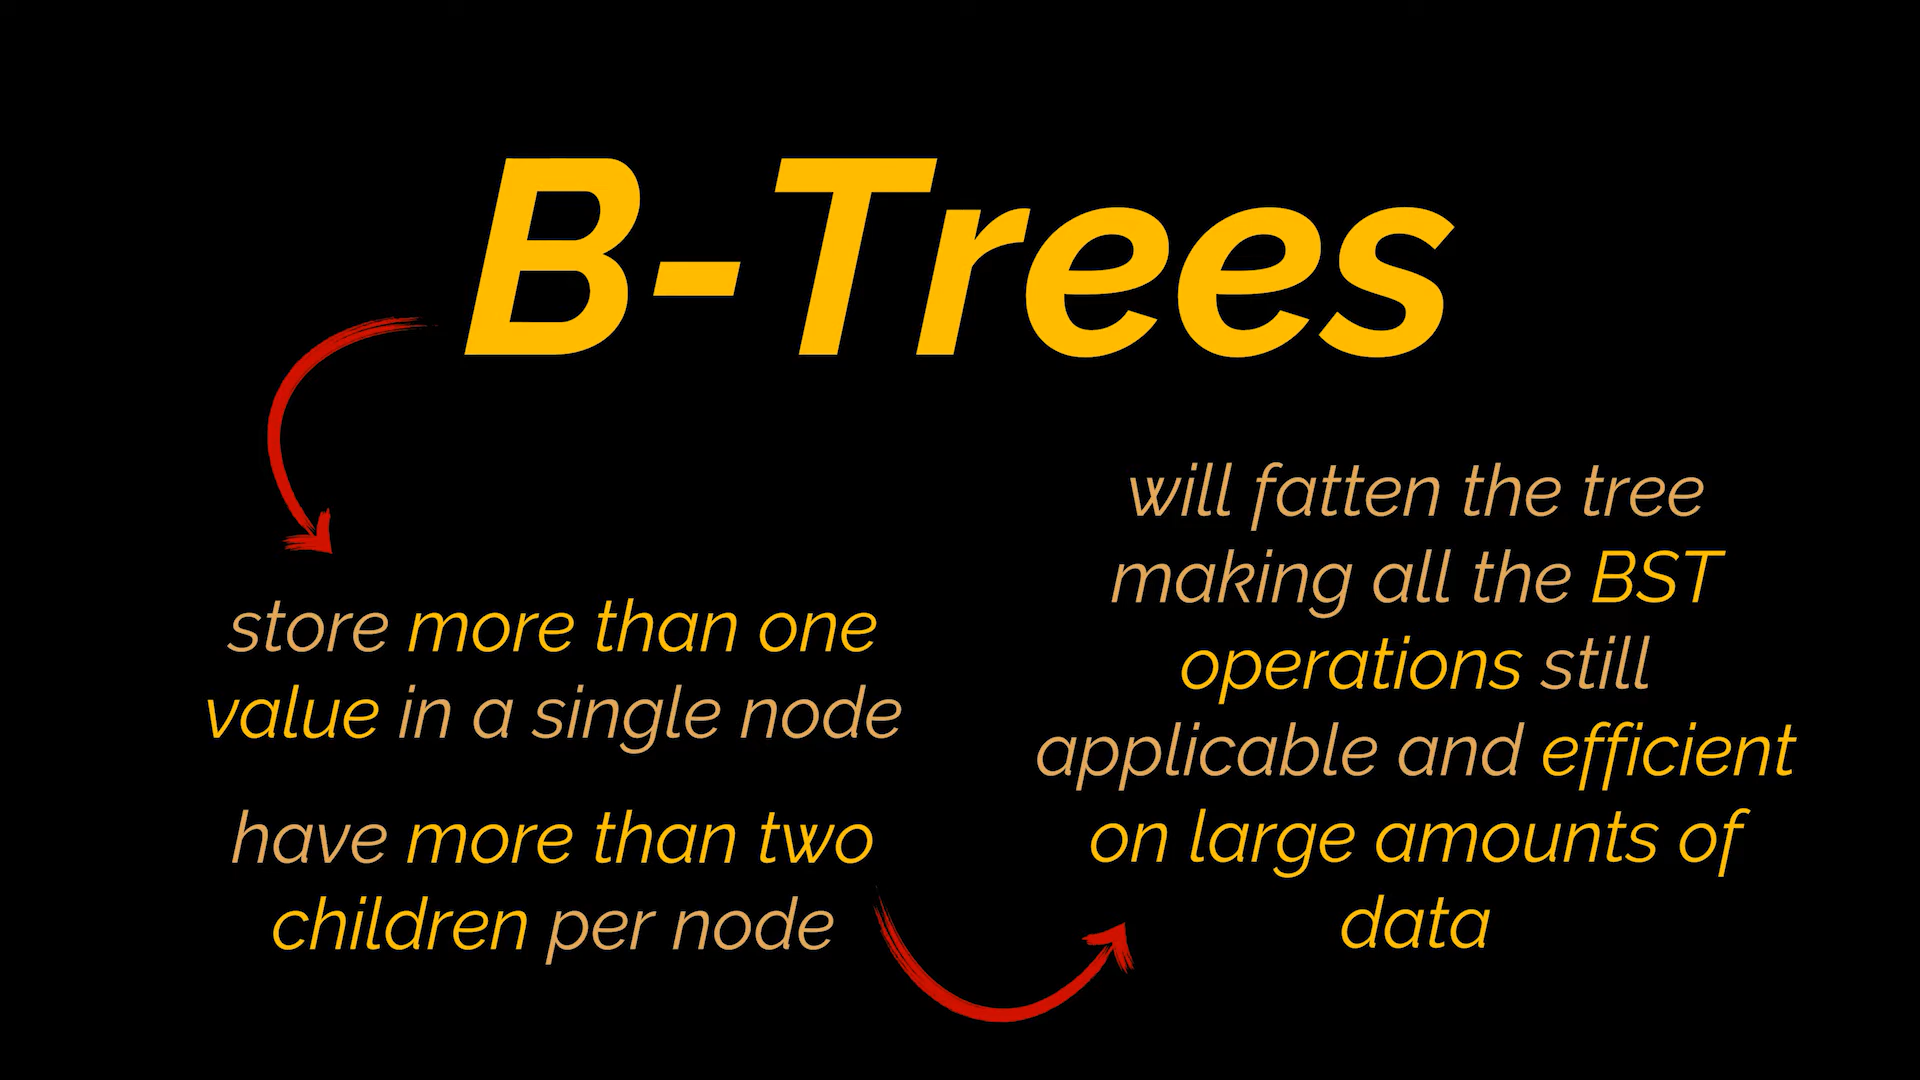 B-Trees
store more than one
value in a single node
have more than two
children per node
will fatten the tree
making all the BST
operations still
applicable and efficient
on large amounts of
data